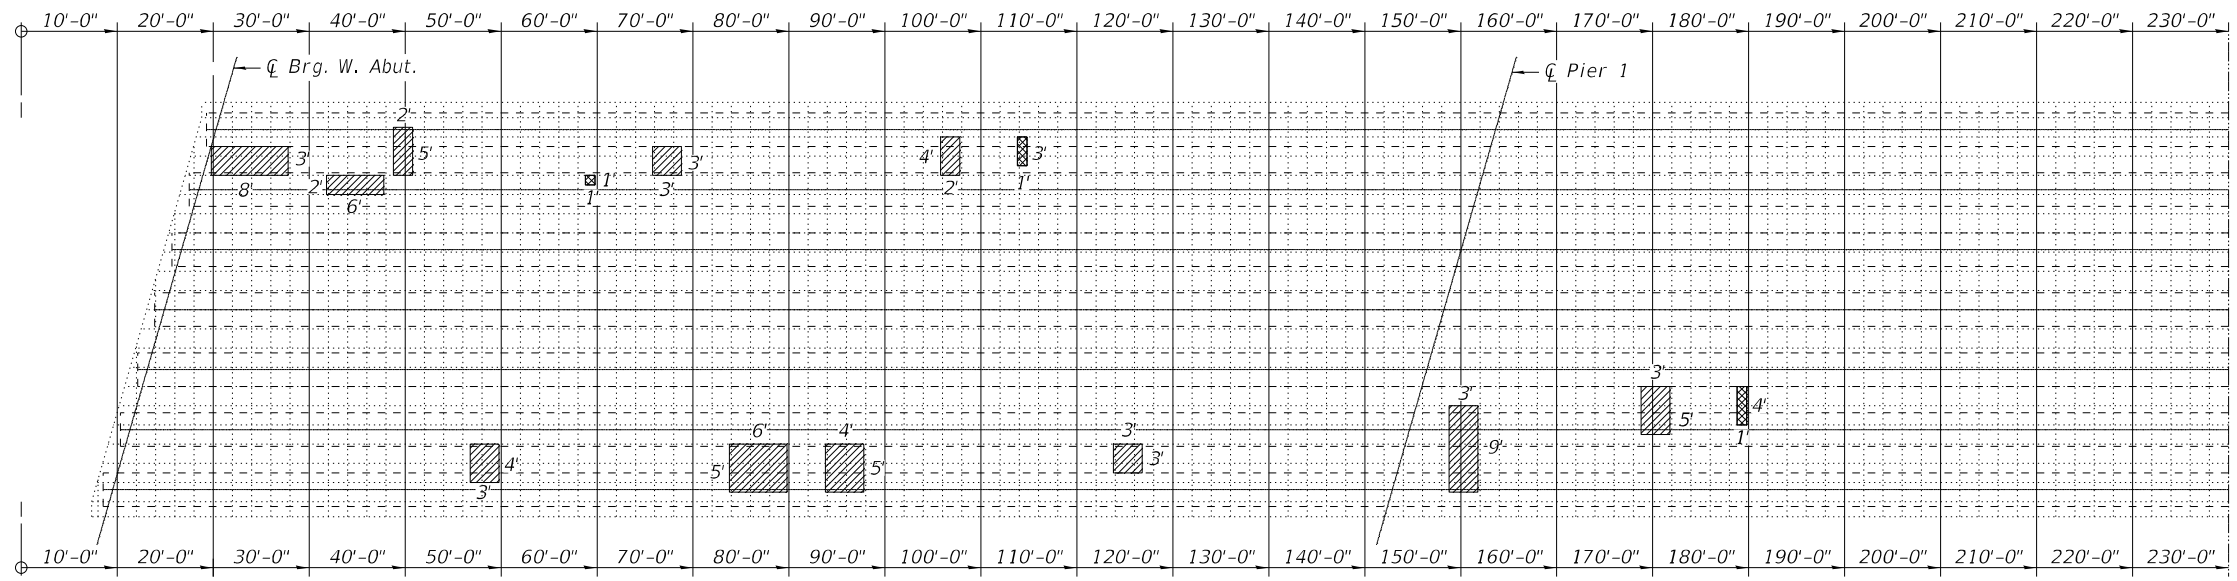 10'-0" 20'-0" 30'-0" 40'-0" 50'-0" 60'-0" 70'-0" 80'-0" 90'-0" 100'-0" 110'-0" 120'-0" 130'-0" 140'-0" 150'-0" 160'-0" 170'-0" 180'-0" 190'-0" 200'-0" 210'-0" 220'-0" 230'-0"
℄ Brg. W. Abut.
℄ Pier 1
2'
3' 5' 3' 4' 3'
8' 2' 6' 1' 1' 3' 2' 1'
3'
3' 5' 4' 1'
6' 4' 3' 9'
4' 3' 5' 5' 3'
10'-0" 20'-0" 30'-0" 40'-0" 50'-0" 60'-0" 70'-0" 80'-0" 90'-0" 100'-0" 110'-0" 120'-0" 130'-0" 140'-0" 150'-0" 160'-0" 170'-0" 180'-0" 190'-0" 200'-0" 210'-0" 220'-0" 230'-0"